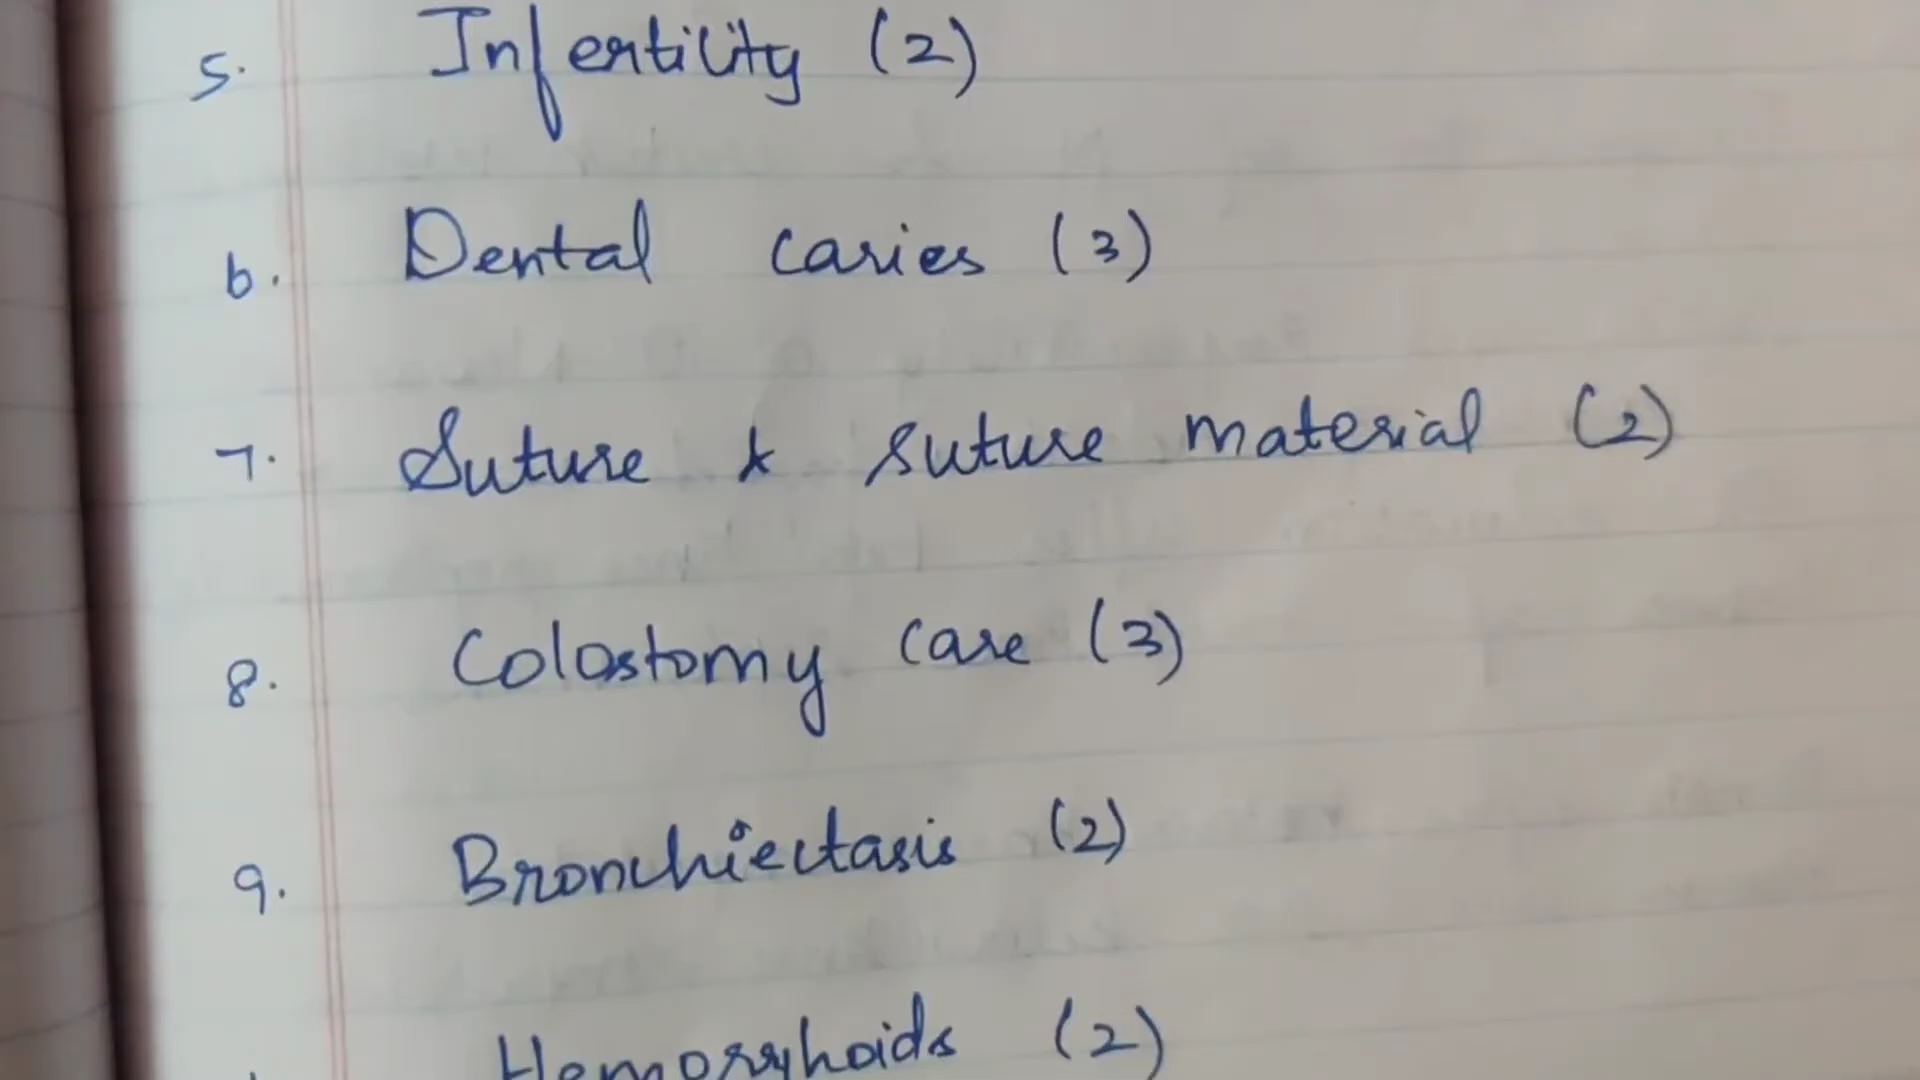 5. Infertility (2)
6. Dental caries (3)
7. Suture & suture material (2)
8. Colostomy care (3)
9. Bronchiectasis (2)
Hemorrhoids (2)